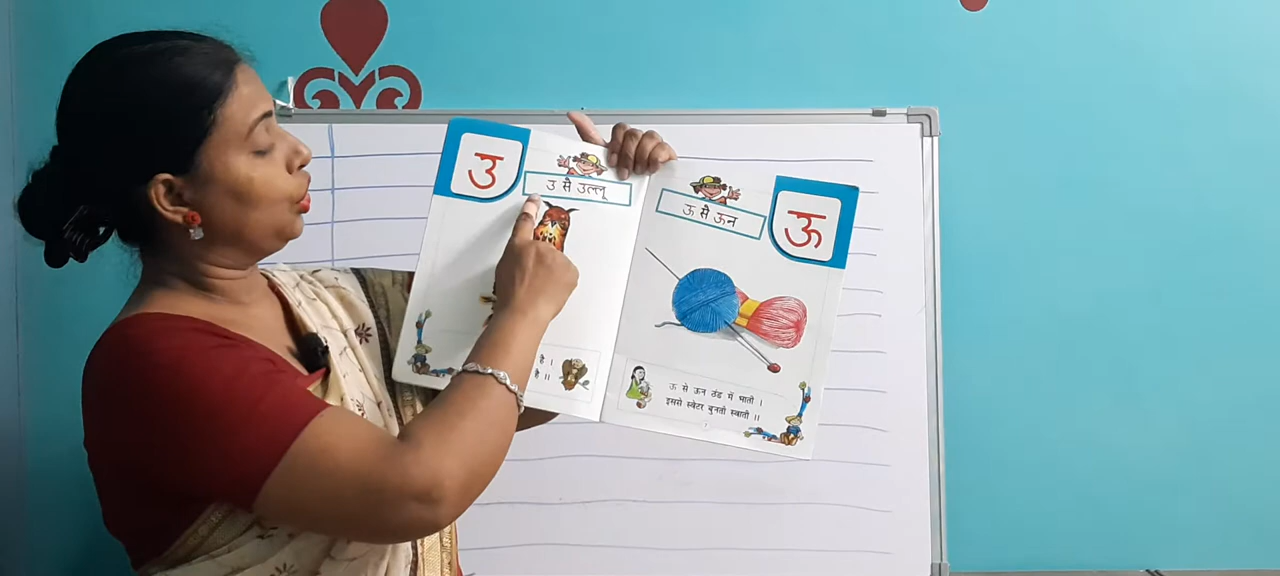 उ
उ से उल्लू
है ।
है ॥
ऊ से ऊन
ऊ
ऊ से ऊन ठंड में भाती ।
इससे स्वेटर बुनती स्वाती ॥